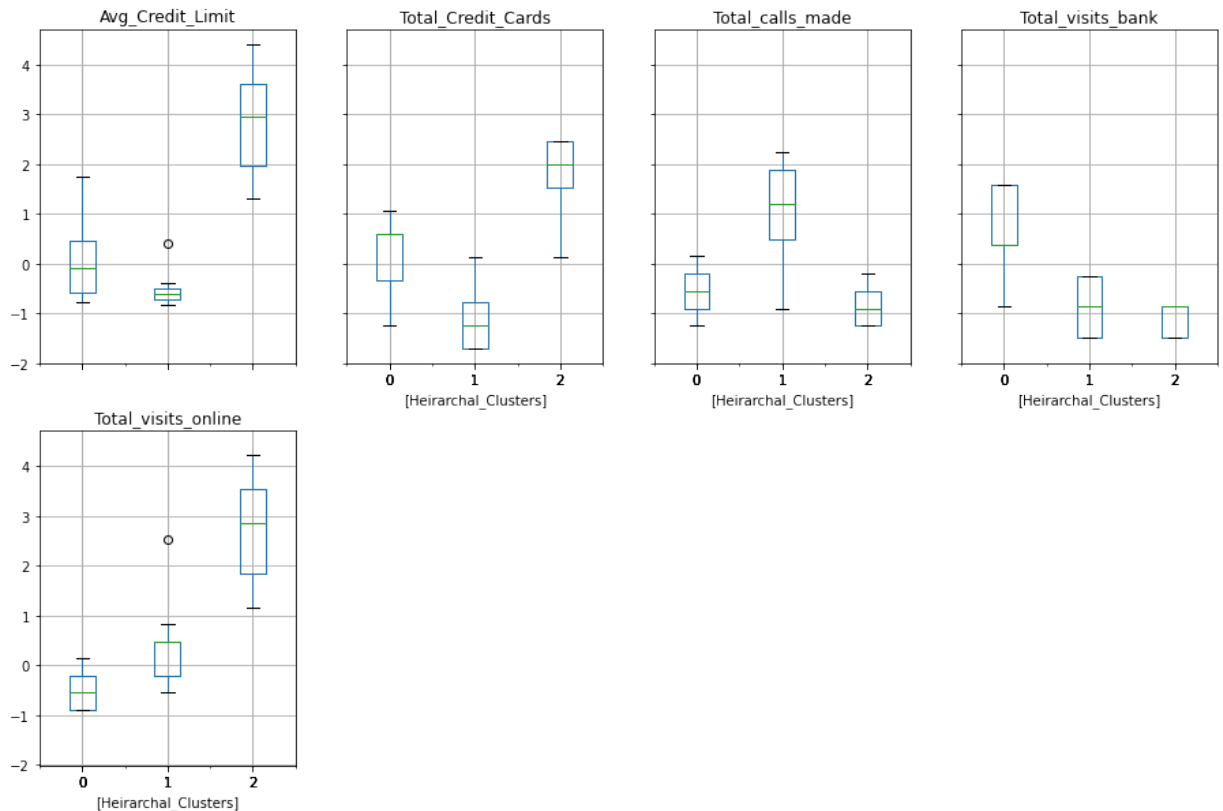 Avg_Credit_Limit
Total_Credit_Cards
Total_calls_made
Total_visits_bank
4
3
2
1
0
−1
−2
0 1 2
[Heirarchal_Clusters]
0 1 2
[Heirarchal_Clusters]
0 1 2
[Heirarchal_Clusters]
Total_visits_online
4
3
2
1
0
−1
−2
0 1 2
[Heirarchal_Clusters]